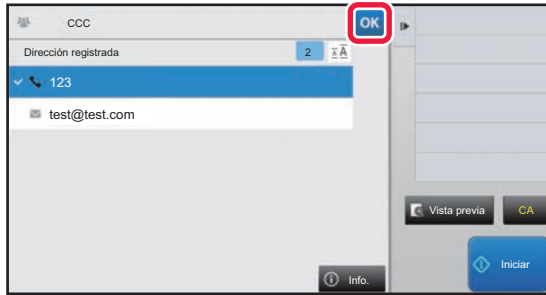 CCC
OK
Dirección registrada
2
A A
123
test@test.com
Vista previa
CA
Iniciar
Info.